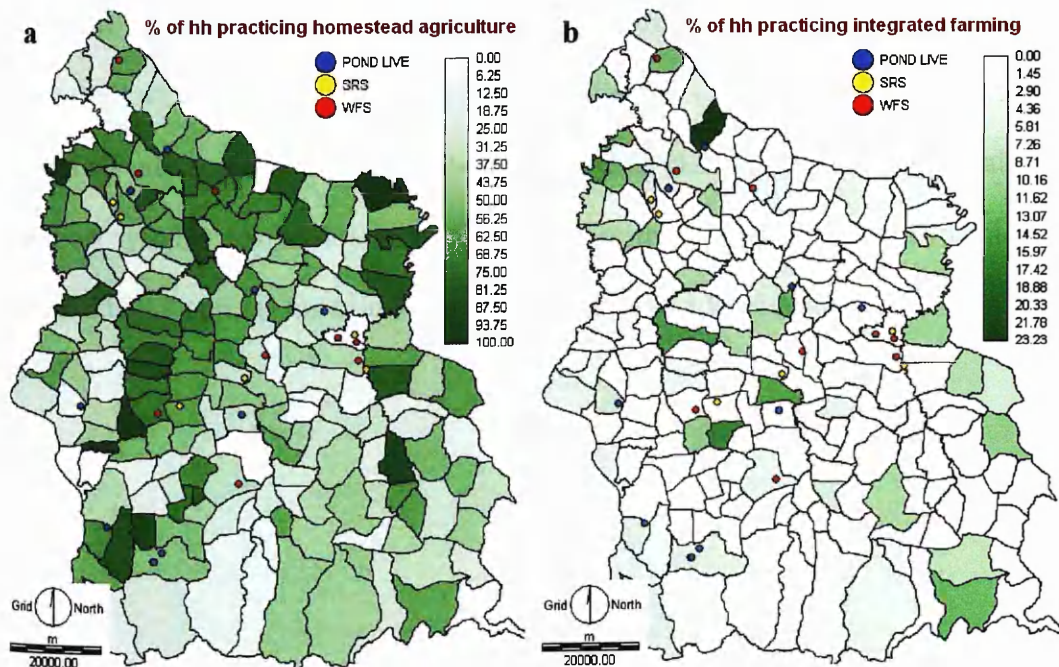 a
% of hh practicing homestead agriculture
POND LIVE
SRS
WFS
0.00
6.25
12.50
18.75
25.00
31.25
37.50
43.75
50.00
56.25
62.50
68.75
75.00
81.25
87.50
93.75
100.00
Grid North
m
20000.00
b
% of hh practicing integrated farming
POND LIVE
SRS
WFS
0.00
1.45
2.90
4.36
5.81
7.26
8.71
10.16
11.62
13.07
14.52
15.97
17.42
18.88
20.33
21.78
23.23
Grid North
m
20000.00